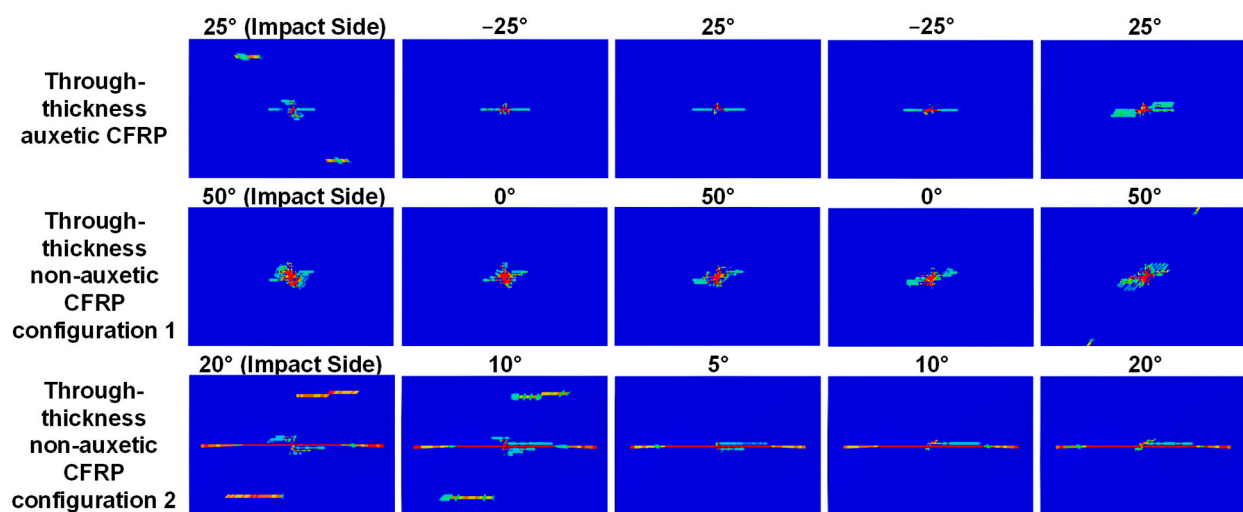 25° (Impact Side) −25° 25° −25° 25°
Through-
thickness
auxetic CFRP
50° (Impact Side) 0° 50° 0° 50°
Through-
thickness
non-auxetic
CFRP
configuration 1
20° (Impact Side) 10° 5° 10° 20°
Through-
thickness
non-auxetic
CFRP
configuration 2